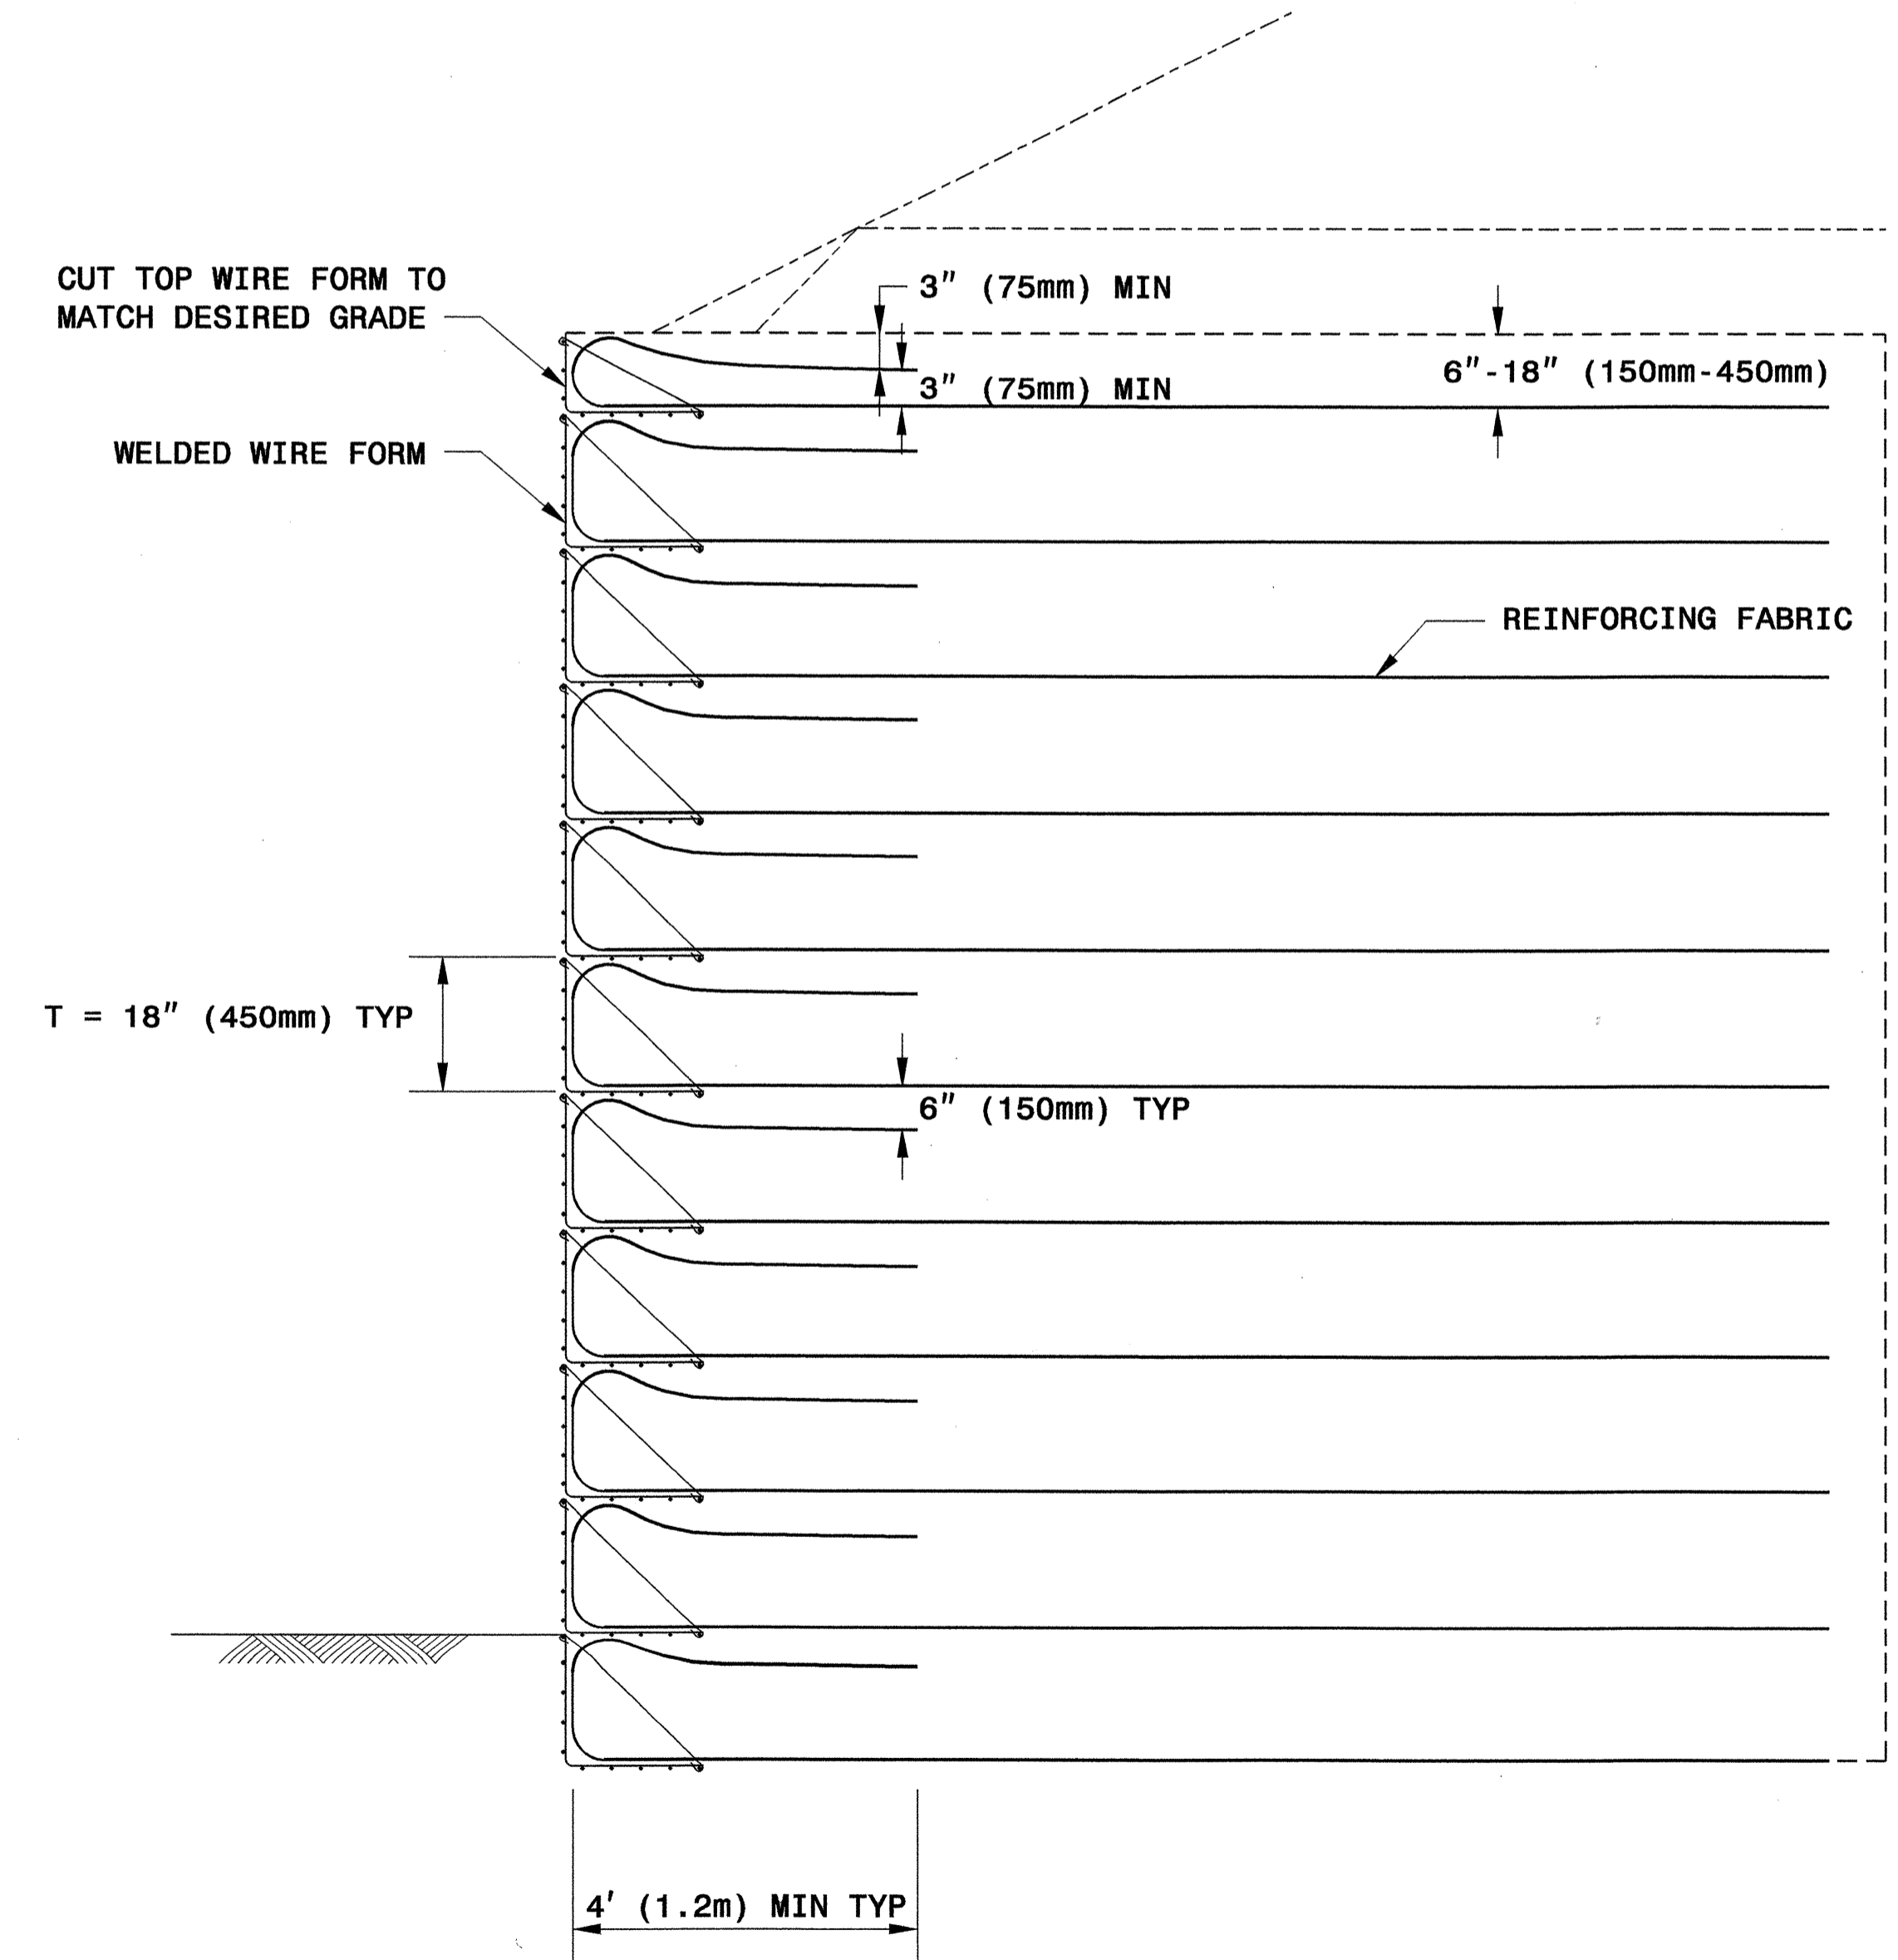 CUT TOP WIRE FORM TO
MATCH DESIRED GRADE
3" (75mm) MIN
3" (75mm) MIN
6"-18" (150mm-450mm)
WELDED WIRE FORM
REINFORCING FABRIC
T = 18" (450mm) TYP
6" (150mm) TYP
4' (1.2m) MIN TYP